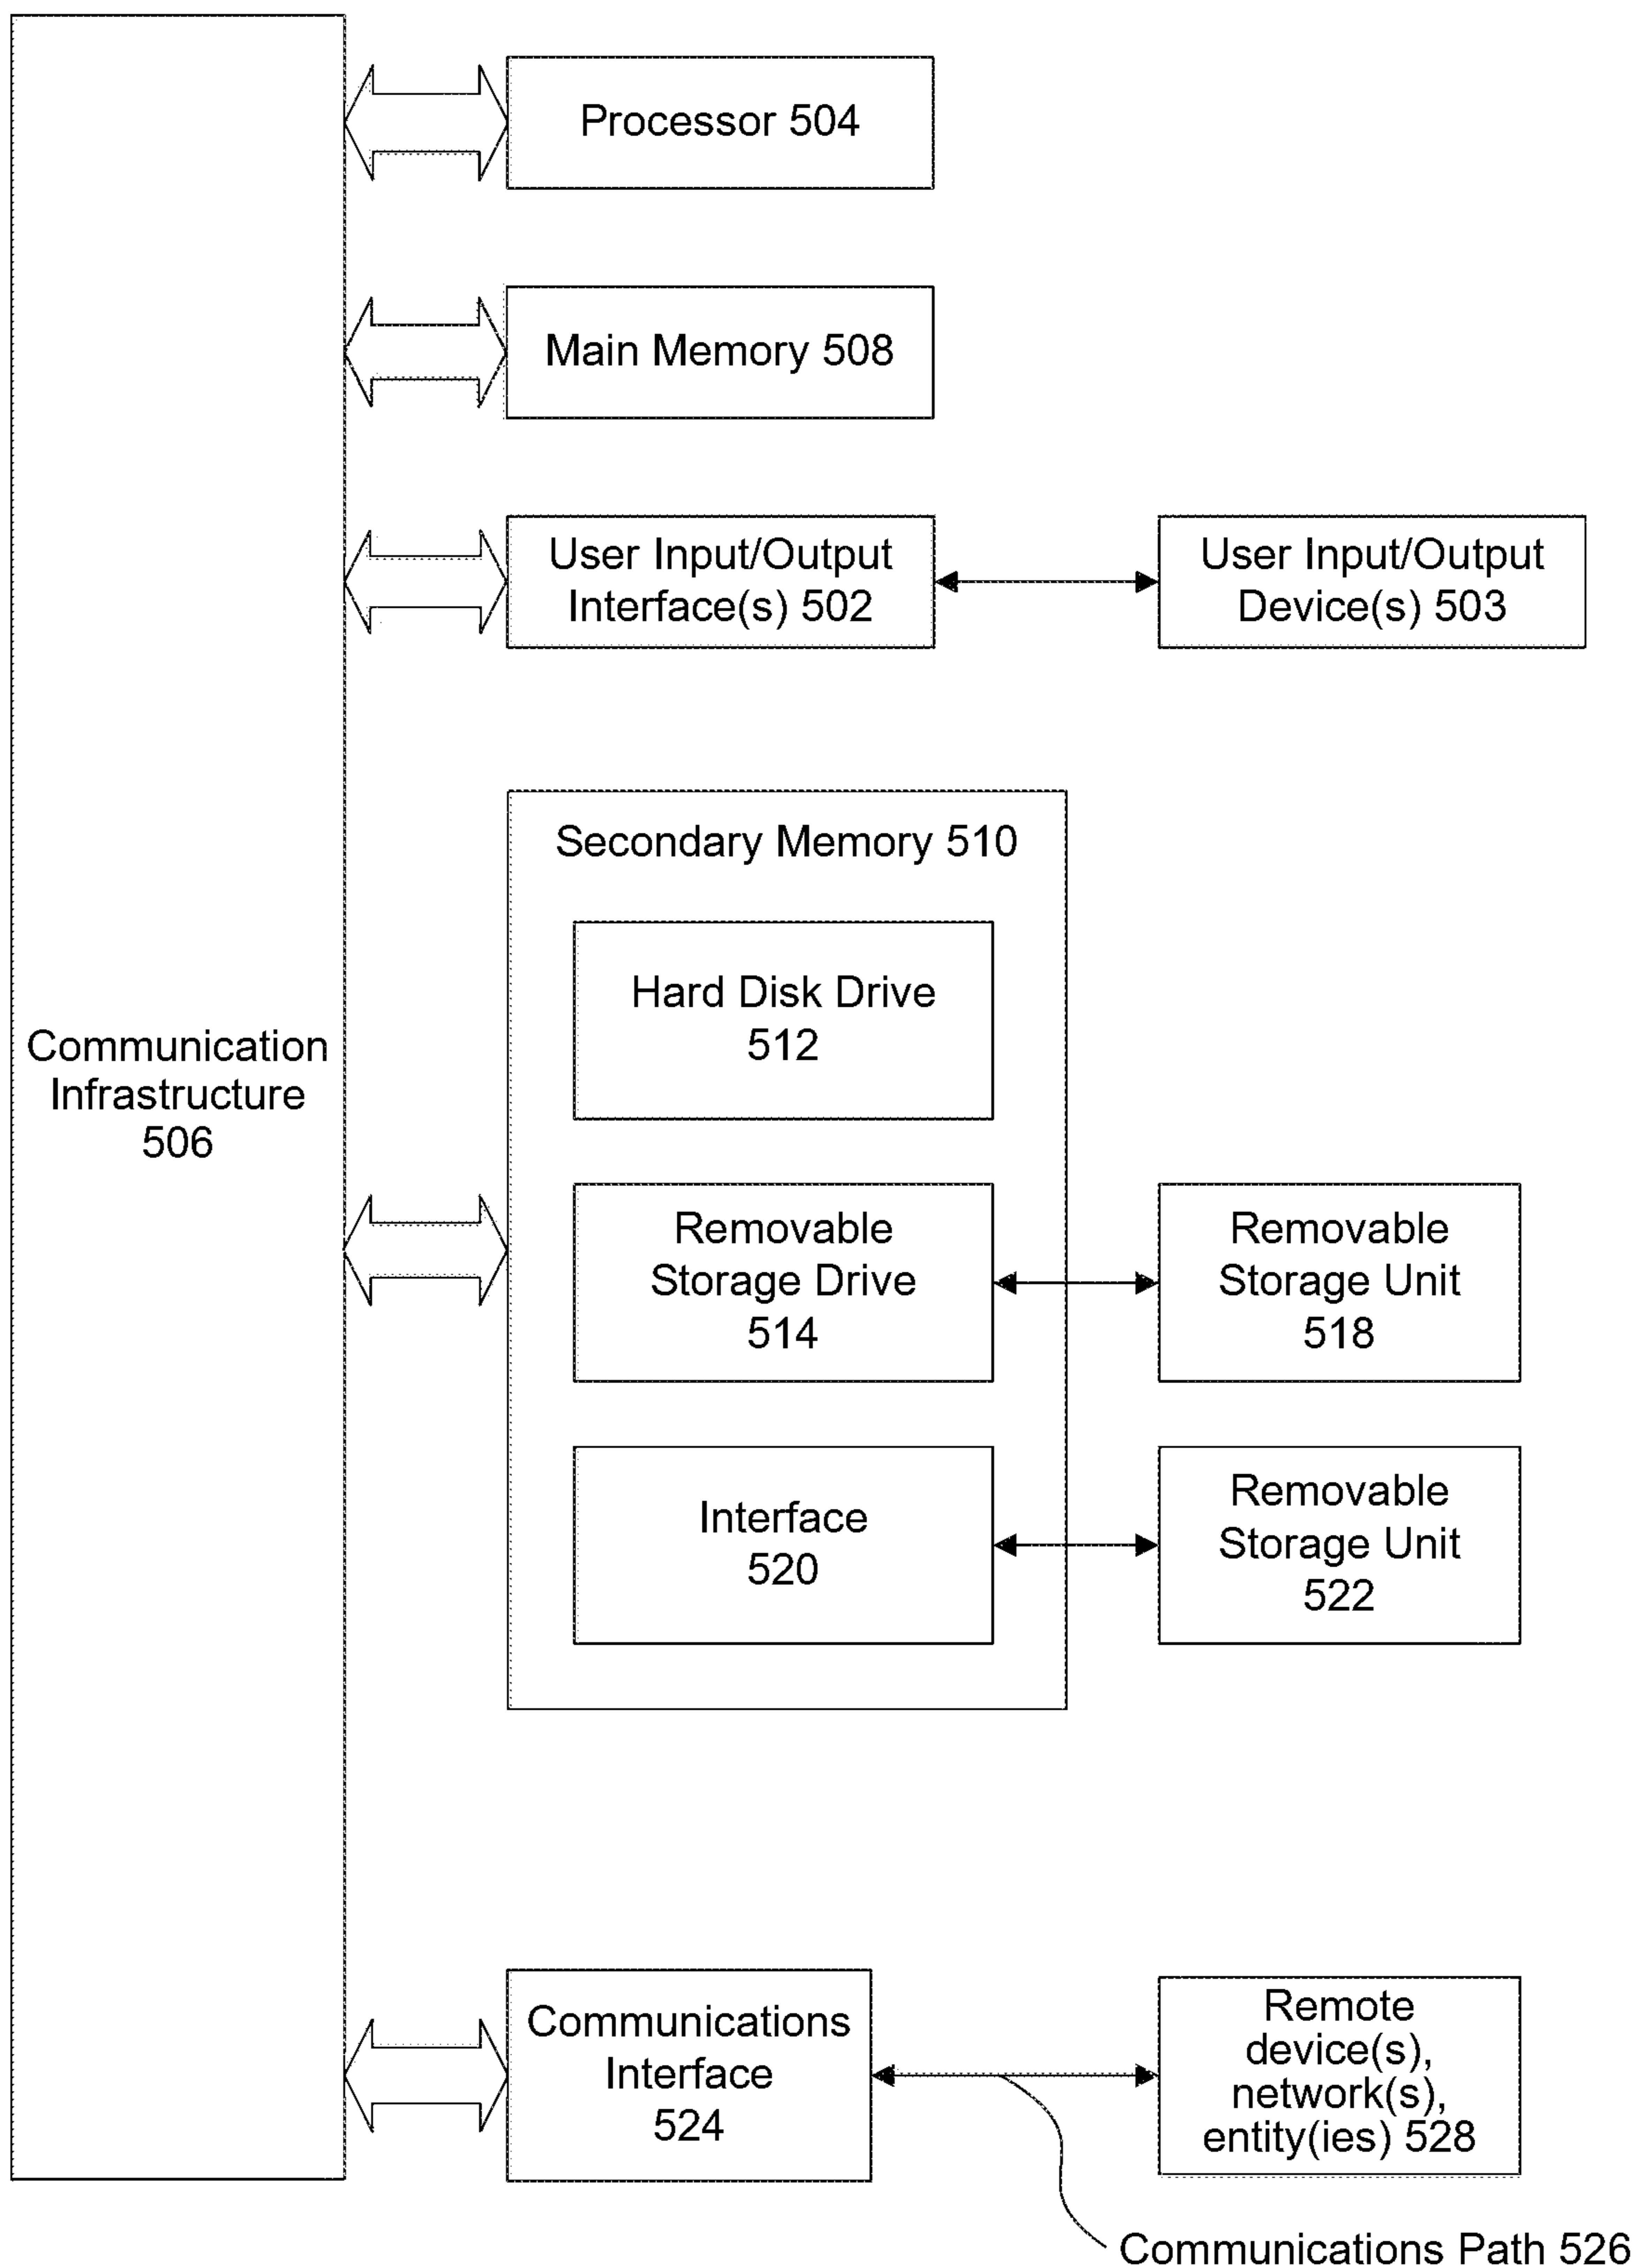 Processor 504
Main Memory 508
User Input/Output
Interface(s) 502
User Input/Output
Device(s) 503
Secondary Memory 510
Hard Disk Drive
512
Communication
Infrastructure
506
Removable
Storage Drive
514
Removable
Storage Unit
518
Interface
520
Removable
Storage Unit
522
Communications
Interface
524
Remote
device(s),
network(s),
entity(ies) 528
Communications Path 526